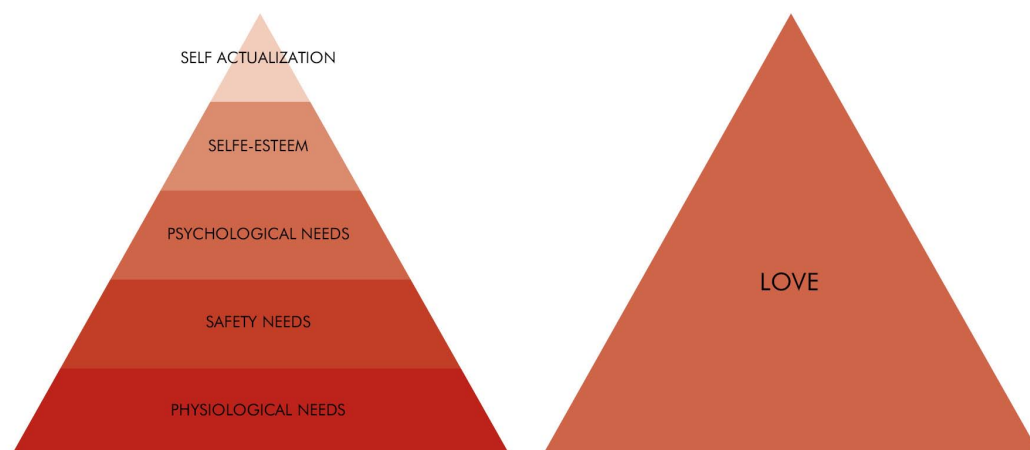 SELF ACTUALIZATION
SELFE-ESTEEM
PSYCHOLOGICAL NEEDS
SAFETY NEEDS
PHYSIOLOGICAL NEEDS
LOVE